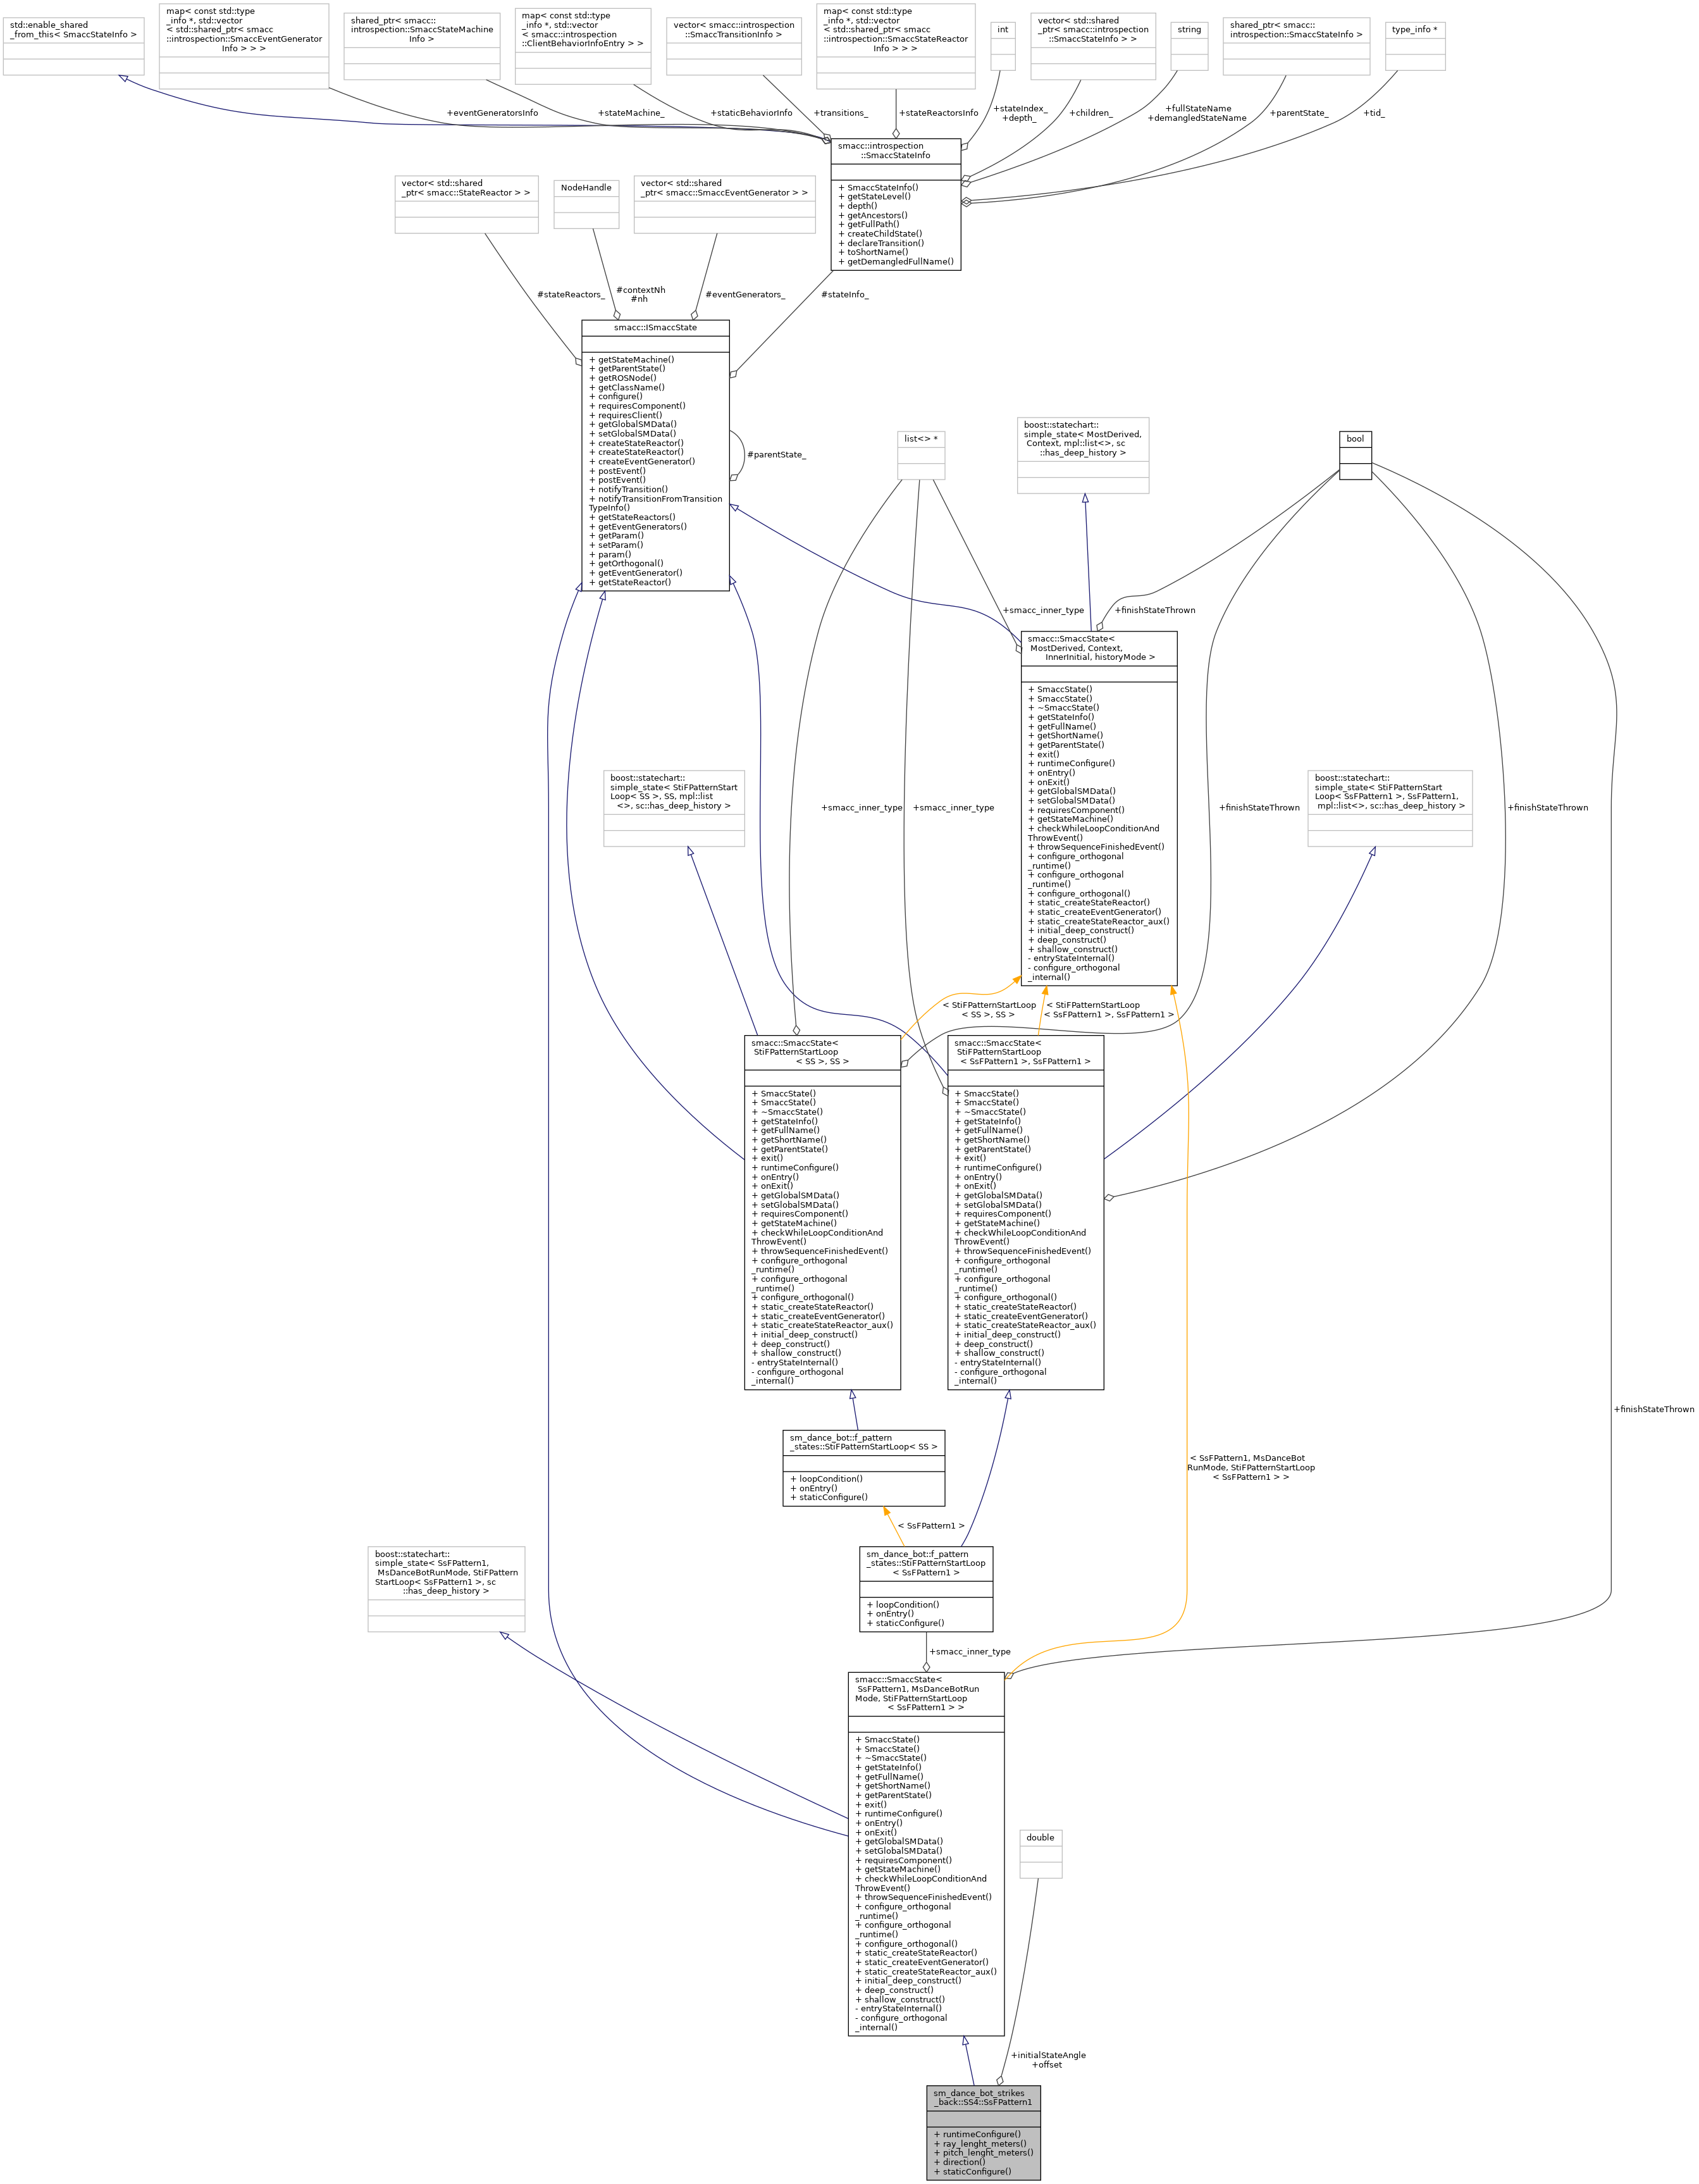 std::enable_shared
_from_this< SmaccStateInfo >
map< const std::type
_info *, std::vector
< std::shared_ptr< smacc
::introspection::SmaccEventGenerator
Info > > >
shared_ptr< smacc::
introspection::SmaccStateMachine
Info >
map< const std::type
_info *, std::vector
< smacc::introspection
::ClientBehaviorInfoEntry > >
vector< smacc::introspection
::SmaccTransitionInfo >
map< const std::type
_info *, std::vector
< std::shared_ptr< smacc
::introspection::SmaccStateReactor
Info > > >
int
vector< std::shared
_ptr< smacc::introspection
::SmaccStateInfo > >
string
shared_ptr< smacc::
introspection::SmaccStateInfo >
type_info *
+eventGeneratorsInfo
+stateMachine_
+staticBehaviorInfo
+transitions_
+stateReactorsInfo
+stateIndex_
+depth_
+children_
+fullStateName
+demangledStateName
+parentState_
+tid_
smacc::introspection
::SmaccStateInfo
+ SmaccStateInfo()
+ getStateLevel()
+ depth()
+ getAncestors()
+ getFullPath()
+ createChildState()
+ declareTransition()
+ toShortName()
+ getDemangledFullName()
vector< std::shared
_ptr< smacc::StateReactor > >
NodeHandle
vector< std::shared
_ptr< smacc::SmaccEventGenerator > >
#stateReactors_
#contextNh
#nh
#eventGenerators_
#stateInfo_
smacc::ISmaccState
+ getStateMachine()
+ getParentState()
+ getROSNode()
+ getClassName()
+ configure()
+ requiresComponent()
+ requiresClient()
+ getGlobalSMData()
+ setGlobalSMData()
+ createStateReactor()
+ createStateReactor()
+ createEventGenerator()
+ postEvent()
+ postEvent()
+ notifyTransition()
+ notifyTransitionFromTransition
TypeInfo()
+ getStateReactors()
+ getEventGenerators()
+ getParam()
+ setParam()
+ param()
+ getOrthogonal()
+ getEventGenerator()
+ getStateReactor()
#parentState_
list<> *
boost::statechart::
simple_state< MostDerived,
Context, mpl::list<>, sc
::has_deep_history >
bool
+smacc_inner_type
+finishStateThrown
smacc::SmaccState<
MostDerived, Context,
InnerInitial, historyMode >
+ SmaccState()
+ SmaccState()
+ ~SmaccState()
+ getStateInfo()
+ getFullName()
+ getShortName()
+ getParentState()
+ exit()
+ runtimeConfigure()
+ onEntry()
+ onExit()
+ getGlobalSMData()
+ setGlobalSMData()
+ requiresComponent()
+ getStateMachine()
+ checkWhileLoopConditionAnd
ThrowEvent()
+ throwSequenceFinishedEvent()
+ configure_orthogonal
_runtime()
+ configure_orthogonal
_runtime()
+ configure_orthogonal()
+ static_createStateReactor()
+ static_createEventGenerator()
+ static_createStateReactor_aux()
+ initial_deep_construct()
+ deep_construct()
+ shallow_construct()
- entryStateInternal()
- configure_orthogonal
_internal()
boost::statechart::
simple_state< StiFPatternStart
Loop< SS >, SS, mpl::list
<>, sc::has_deep_history >
+smacc_inner_type
+smacc_inner_type
+finishStateThrown
boost::statechart::
simple_state< StiFPatternStart
Loop< SsFPattern1 >, SsFPattern1,
mpl::list<>, sc::has_deep_history >
+finishStateThrown
< StiFPatternStartLoop
< SS >, SS >
< StiFPatternStartLoop
< SsFPattern1 >, SsFPattern1 >
smacc::SmaccState<
StiFPatternStartLoop
< SS >, SS >
+ SmaccState()
+ SmaccState()
+ ~SmaccState()
+ getStateInfo()
+ getFullName()
+ getShortName()
+ getParentState()
+ exit()
+ runtimeConfigure()
+ onEntry()
+ onExit()
+ getGlobalSMData()
+ setGlobalSMData()
+ requiresComponent()
+ getStateMachine()
+ checkWhileLoopConditionAnd
ThrowEvent()
+ throwSequenceFinishedEvent()
+ configure_orthogonal
_runtime()
+ configure_orthogonal
_runtime()
+ configure_orthogonal()
+ static_createStateReactor()
+ static_createEventGenerator()
+ static_createStateReactor_aux()
+ initial_deep_construct()
+ deep_construct()
+ shallow_construct()
- entryStateInternal()
- configure_orthogonal
_internal()
smacc::SmaccState<
StiFPatternStartLoop
< SsFPattern1 >, SsFPattern1 >
+ SmaccState()
+ SmaccState()
+ ~SmaccState()
+ getStateInfo()
+ getFullName()
+ getShortName()
+ getParentState()
+ exit()
+ runtimeConfigure()
+ onEntry()
+ onExit()
+ getGlobalSMData()
+ setGlobalSMData()
+ requiresComponent()
+ getStateMachine()
+ checkWhileLoopConditionAnd
ThrowEvent()
+ throwSequenceFinishedEvent()
+ configure_orthogonal
_runtime()
+ configure_orthogonal
_runtime()
+ configure_orthogonal()
+ static_createStateReactor()
+ static_createEventGenerator()
+ static_createStateReactor_aux()
+ initial_deep_construct()
+ deep_construct()
+ shallow_construct()
- entryStateInternal()
- configure_orthogonal
_internal()
+finishStateThrown
sm_dance_bot::f_pattern
_states::StiFPatternStartLoop< SS >
+ loopCondition()
+ onEntry()
+ staticConfigure()
< SsFPattern1, MsDanceBot
RunMode, StiFPatternStartLoop
< SsFPattern1 > >
< SsFPattern1 >
boost::statechart::
simple_state< SsFPattern1,
MsDanceBotRunMode, StiFPattern
StartLoop< SsFPattern1 >, sc
::has_deep_history >
sm_dance_bot::f_pattern
_states::StiFPatternStartLoop
< SsFPattern1 >
+ loopCondition()
+ onEntry()
+ staticConfigure()
+smacc_inner_type
smacc::SmaccState<
SsFPattern1, MsDanceBotRun
Mode, StiFPatternStartLoop
< SsFPattern1 > >
+ SmaccState()
+ SmaccState()
+ ~SmaccState()
+ getStateInfo()
+ getFullName()
+ getShortName()
+ getParentState()
+ exit()
+ runtimeConfigure()
+ onEntry()
+ onExit()
+ getGlobalSMData()
+ setGlobalSMData()
+ requiresComponent()
+ getStateMachine()
+ checkWhileLoopConditionAnd
ThrowEvent()
+ throwSequenceFinishedEvent()
+ configure_orthogonal
_runtime()
+ configure_orthogonal
_runtime()
+ configure_orthogonal()
+ static_createStateReactor()
+ static_createEventGenerator()
+ static_createStateReactor_aux()
+ initial_deep_construct()
+ deep_construct()
+ shallow_construct()
- entryStateInternal()
- configure_orthogonal
_internal()
double
+initialStateAngle
+offset
sm_dance_bot_strikes
_back::SS4::SsFPattern1
+ runtimeConfigure()
+ ray_lenght_meters()
+ pitch_lenght_meters()
+ direction()
+ staticConfigure()